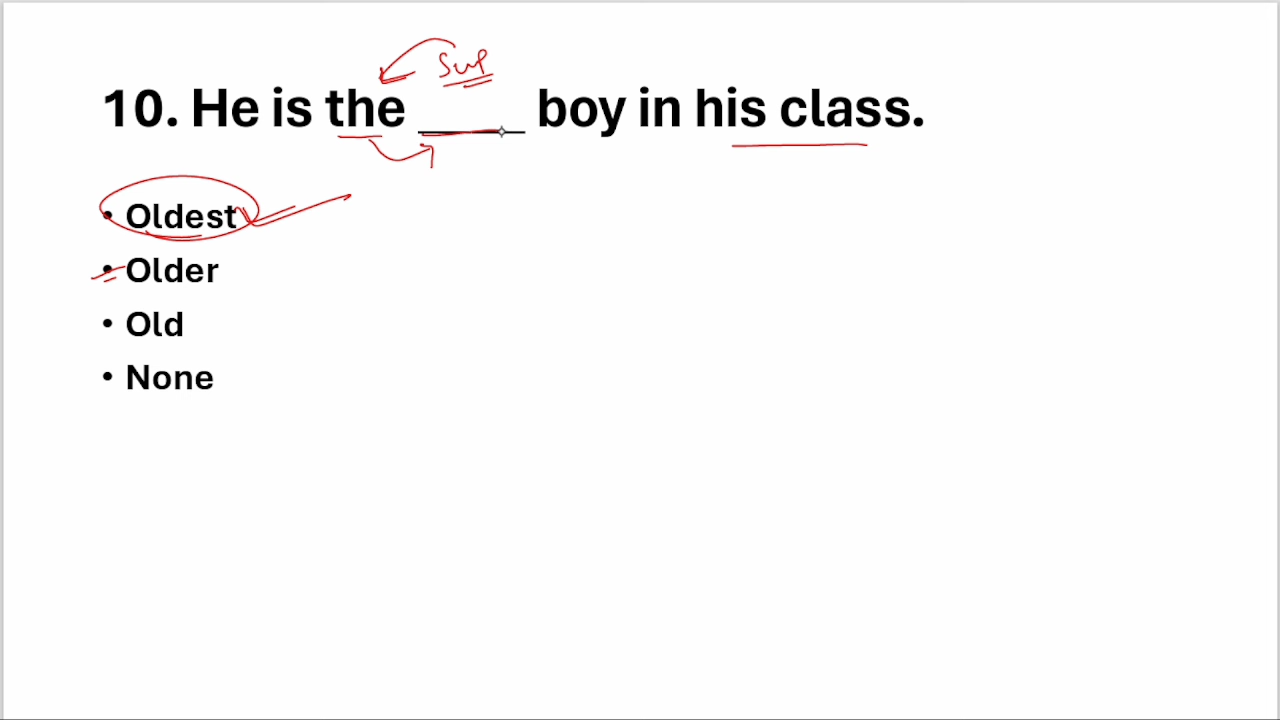 Sup
10. He is the ____ boy in his class.
• Oldest
• Older
• Old
• None